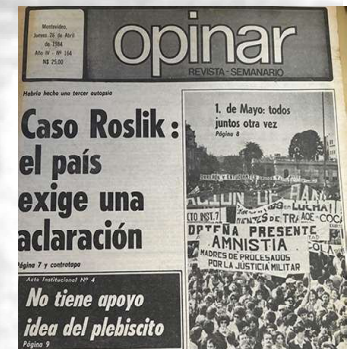 Montevideo,
Jueves 26 de Abril
de 1984
Año IV - Nº 166
N$ 25.00
opinar
REVISTA - SEMANARIO
Habría hecho una tercer autopsia
Caso Roslik:
el país
exige una
aclaración
Página 7 y contratapa
Acto Institucional Nº 4
No tiene apoyo
idea del plebiscito
Página 9
1. de Mayo: todos
juntos otra vez
Página 8
PRESENTE
AMNISTIA
MADRES DE PROCESADOS
POR LA JUSTICIA MILITAR